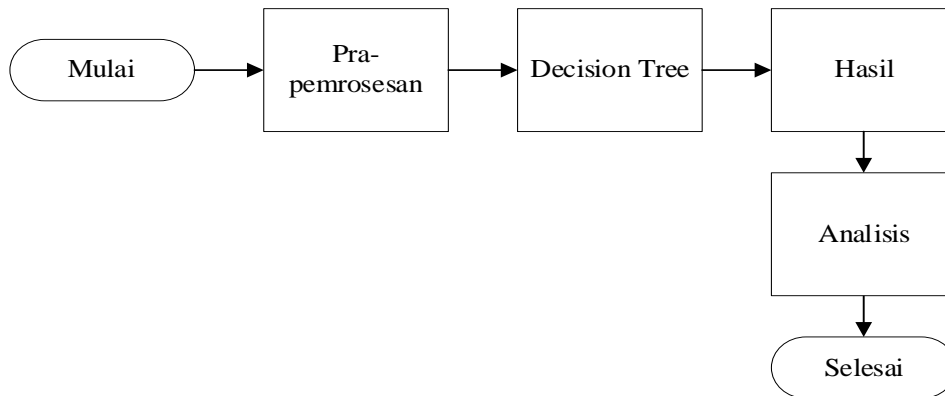 Mulai
Pra-
pemrosesan
Decision Tree
Hasil
Analisis
Selesai